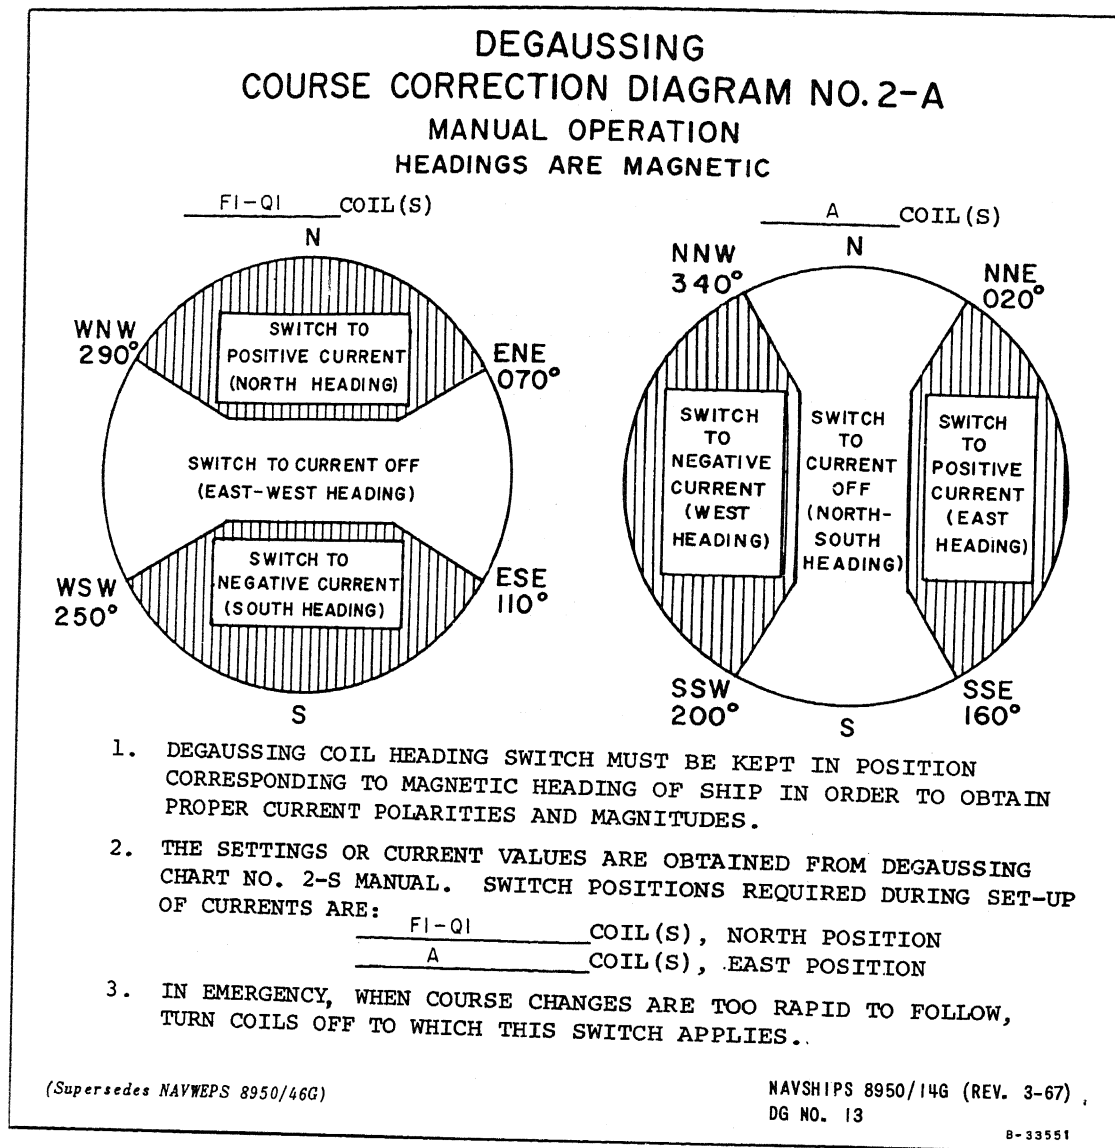 DEGAUSSING
COURSE CORRECTION DIAGRAM NO. 2-A
MANUAL OPERATION
HEADINGS ARE MAGNETIC
FI-QI COIL(S)
N
WNW
290°
ENE
070°
SWITCH TO
POSITIVE CURRENT
(NORTH HEADING)
SWITCH TO CURRENT OFF
(EAST-WEST HEADING)
SWITCH TO
NEGATIVE CURRENT
(SOUTH HEADING)
WSW
250°
ESE
110°
S
A COIL(S)
N
NNW
340°
NNE
020°
SWITCH
TO
NEGATIVE
CURRENT
(WEST
HEADING)
SWITCH
TO
CURRENT
OFF
(NORTH-
SOUTH
HEADING)
SWITCH
TO
POSITIVE
CURRENT
(EAST
HEADING)
SSW
200°
SSE
160°
S
1. DEGAUSSING COIL HEADING SWITCH MUST BE KEPT IN POSITION
CORRESPONDING TO MAGNETIC HEADING OF SHIP IN ORDER TO OBTAIN
PROPER CURRENT POLARITIES AND MAGNITUDES.
2. THE SETTINGS OR CURRENT VALUES ARE OBTAINED FROM DEGAUSSING
CHART NO. 2-S MANUAL. SWITCH POSITIONS REQUIRED DURING SET-UP
OF CURRENTS ARE:
FI-QI COIL(S), NORTH POSITION
A COIL(S), EAST POSITION
3. IN EMERGENCY, WHEN COURSE CHANGES ARE TOO RAPID TO FOLLOW,
TURN COILS OFF TO WHICH THIS SWITCH APPLIES.
(Supersedes NAVWEPS 8950/46G)
NAVSHIPS 8950/14G (REV. 3-67)
DG NO. 13
B-33551